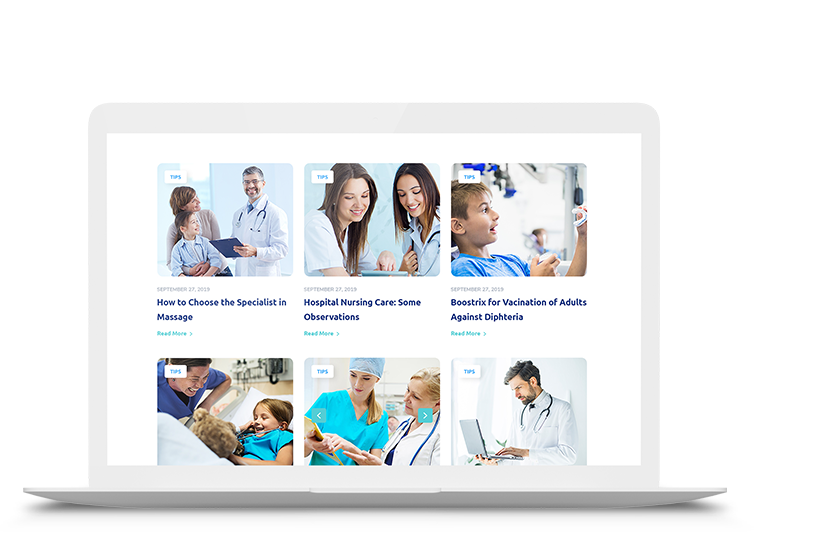 TIPS
TIPS
TIPS
SEPTEMBER 27, 2019
SEPTEMBER 27, 2019
SEPTEMBER 27, 2019
How to Choose the Specialist in
Massage
Hospital Nursing Care: Some
Observations
Boostrix for Vacination of Adults
Against Diphteria
Read More
Read More
Read More
TIPS
TIPS
TIPS